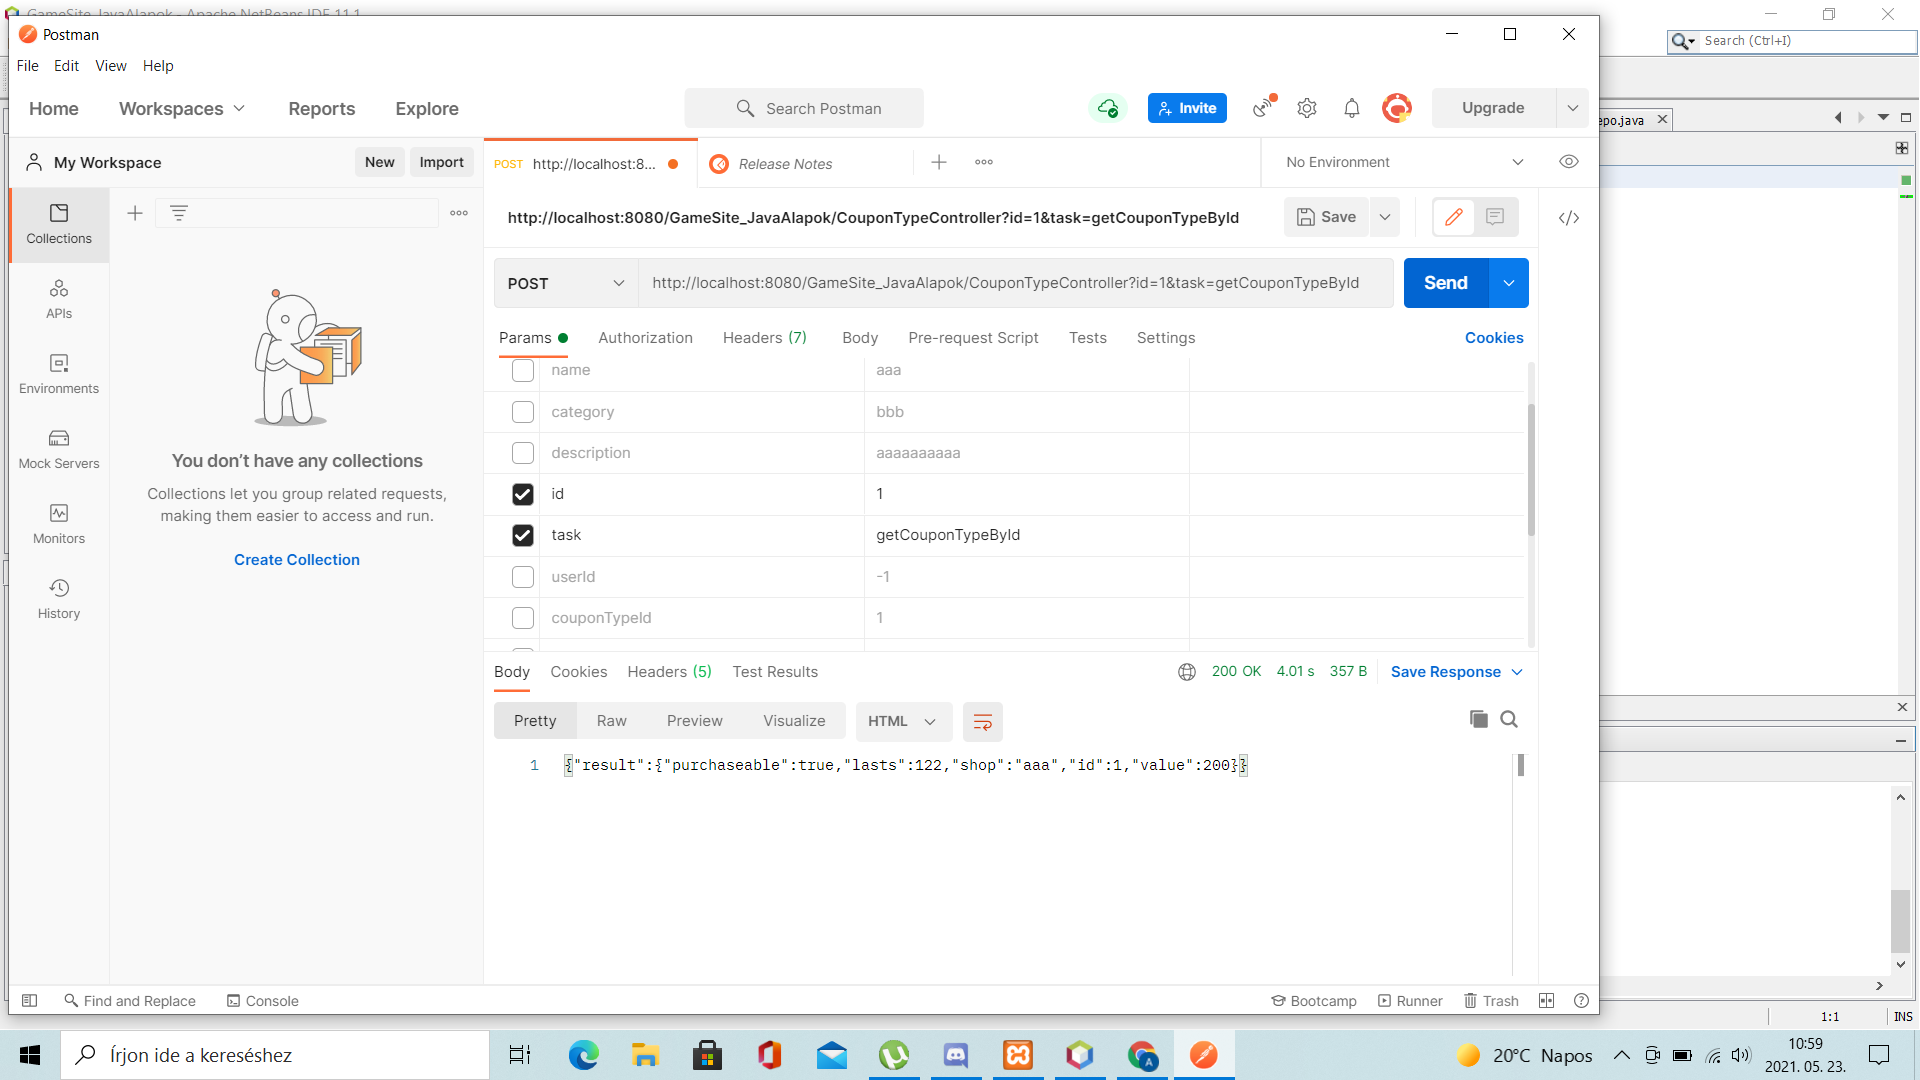 GameSite_JavaAlapok - Apache NetBeans IDE 11.1
Search (Ctrl+I)
Postman
File Edit View Help
Home Workspaces Reports Explore
Search Postman
Invite
Upgrade
epo.java
My Workspace
New Import
POST http://localhost:8...
Release Notes
No Environment
http://localhost:8080/GameSite_JavaAlapok/CouponTypeController?id=1&task=getCouponTypeById
Save
Collections
APIs
Environments
Mock Servers
Monitors
History
You don't have any collections
Collections let you group related requests,
making them easier to access and run.
Create Collection
POST
http://localhost:8080/GameSite_JavaAlapok/CouponTypeController?id=1&task=getCouponTypeById
Send
Params Authorization Headers (7) Body Pre-request Script Tests Settings Cookies
name aaa
category bbb
description aaaaaaaaaa
id 1
task getCouponTypeById
userId -1
couponTypeId 1
Body Cookies Headers (5) Test Results 200 OK 4.01 s 357 B Save Response
Pretty Raw Preview Visualize HTML
1 {"result":{"purchaseable":true,"lasts":122,"shop":"aaa","id":1,"value":200}}
Find and Replace Console Bootcamp Runner Trash
1:1 INS
Írjon ide a kereséshez
20°C Napos
10:59
2021. 05. 23.